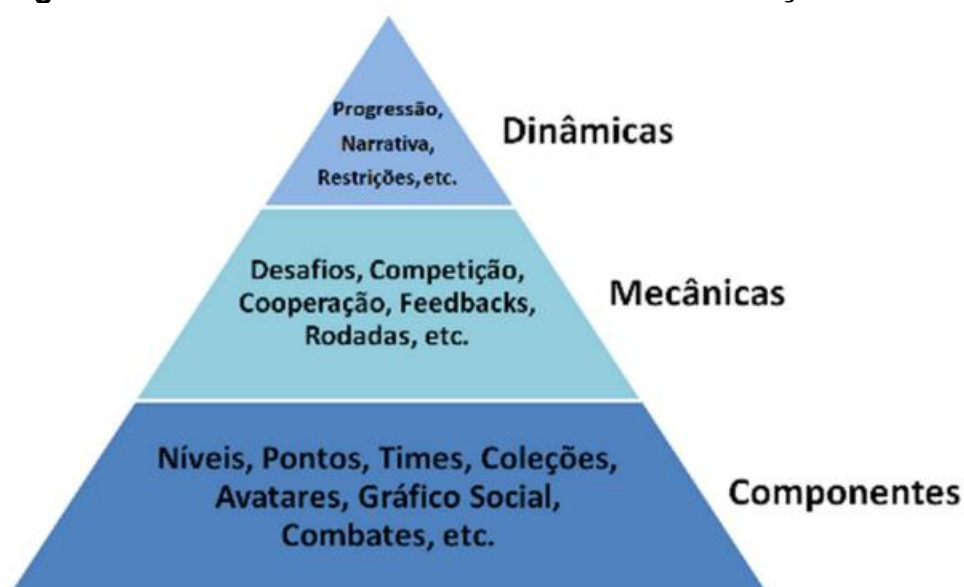 Progressão,
Narrativa,
Restrições, etc.
Dinâmicas
Desafios, Competição,
Cooperação, Feedbacks,
Rodadas, etc.
Mecânicas
Níveis, Pontos, Times, Coleções,
Avatares, Gráfico Social,
Combates, etc.
Componentes